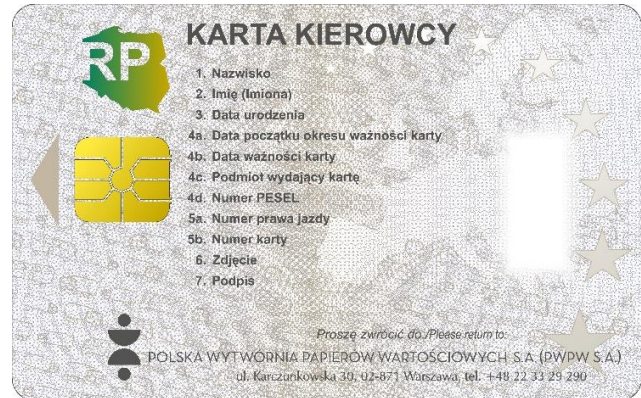 RP
KARTA KIEROWCY
1. Nazwisko
2. Imię (Imiona)
3. Data urodzenia
4a. Data początku okresu ważności karty
4b. Data ważności karty
4c. Podmiot wydający kartę
4d. Numer PESEL
5a. Numer prawa jazdy
5b. Numer karty
6. Zdjęcie
7. Podpis
Proszę zwrócić do:/Please return to:
POLSKA WYTWÓRNIA PAPIERÓW WARTOŚCIOWYCH S.A. (PWPW S.A.)
ul. Karczunkowska 30, 02-871 Warszawa, tel. +48 22 33 29 290